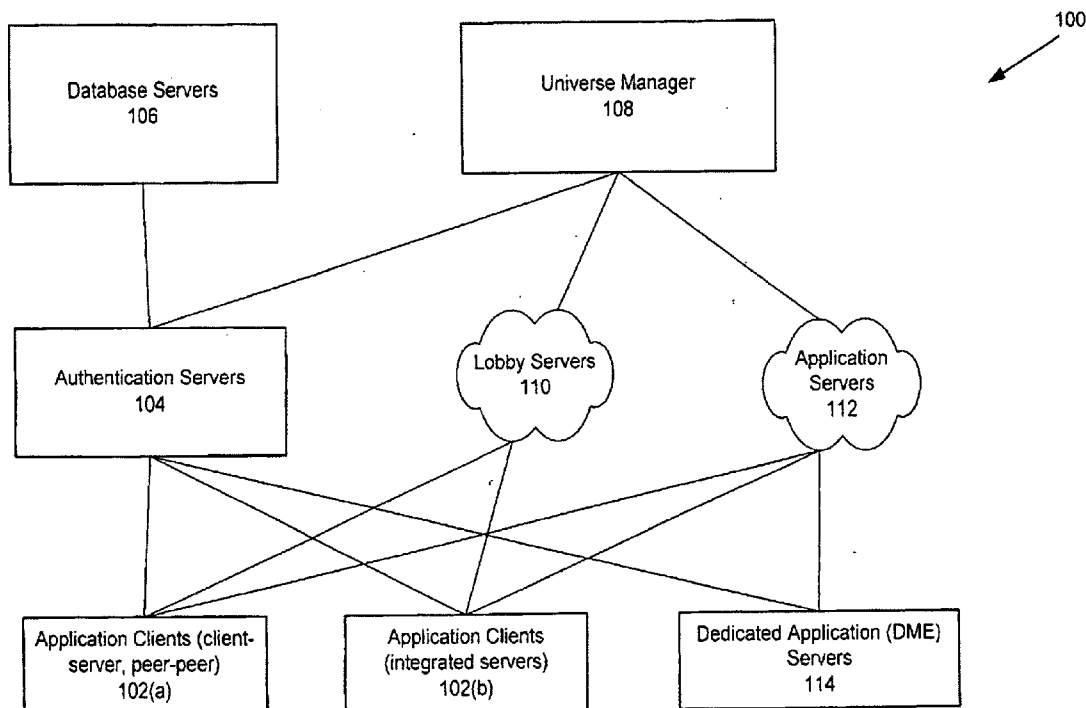 100
Database Servers
106
Universe Manager
108
Authentication Servers
104
Lobby Servers
110
Application
Servers
112
Application Clients (client-
server, peer-peer)
102(a)
Application Clients
(integrated servers)
102(b)
Dedicated Application (DME)
Servers
114